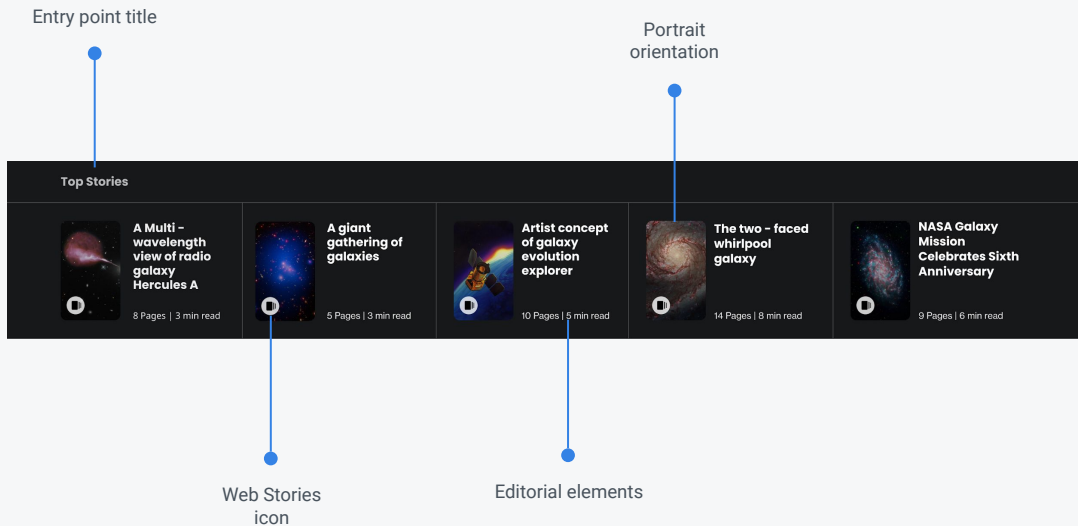 Entry point title
Portrait
orientation
Top Stories
A Multi -
wavelength
view of radio
galaxy
Hercules A
8 Pages | 3 min read
A giant
gathering of
galaxies
5 Pages | 3 min read
Artist concept
of galaxy
evolution
explorer
10 Pages | 5 min read
The two - faced
whirlpool
galaxy
14 Pages | 8 min read
NASA Galaxy
Mission
Celebrates Sixth
Anniversary
9 Pages | 6 min read
Web Stories
icon
Editorial elements